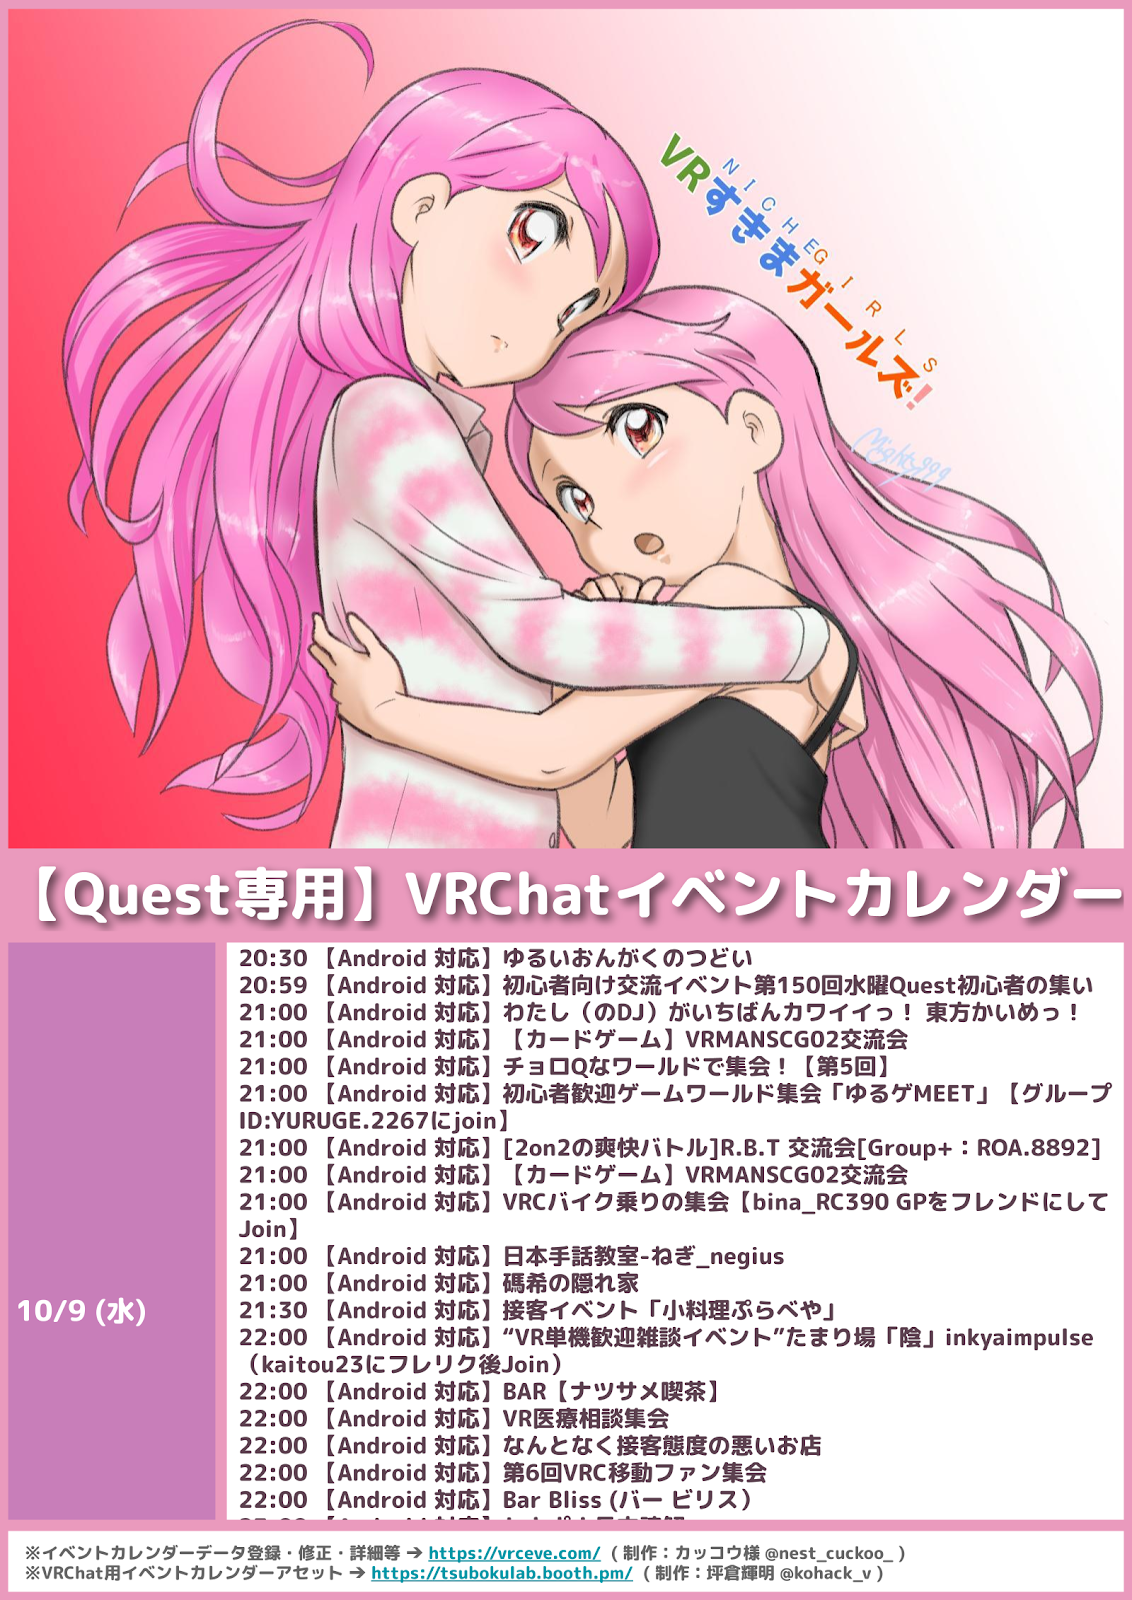 VRすきまガールズ!
NICHE GIRLS
Mighty999
【Quest専用】VRChatイベントカレンダー
10/9 (水)
20:30 【Android 対応】ゆるいおんがくのつどい
20:59 【Android 対応】初心者向け交流イベント第150回水曜Quest初心者の集い
21:00 【Android 対応】わたし（のDJ）がいちばんカワイイっ！ 東方かいめっ！
21:00 【Android 対応】【カードゲーム】VRMANSCG02交流会
21:00 【Android 対応】チョロQなワールドで集会！【第5回】
21:00 【Android 対応】初心者歓迎ゲームワールド集会「ゆるゲMEET」【グループ
ID:YURUGE.2267にjoin】
21:00 【Android 対応】[2on2の爽快バトル]R.B.T 交流会[Group+：ROA.8892]
21:00 【Android 対応】【カードゲーム】VRMANSCG02交流会
21:00 【Android 対応】VRCバイク乗りの集会【bina_RC390 GPをフレンドにして
Join】
21:00 【Android 対応】日本手話教室-ねぎ_negius
21:00 【Android 対応】碼希の隠れ家
21:30 【Android 対応】接客イベント「小料理ぷらべや」
22:00 【Android 対応】“VR単機歓迎雑談イベント”たまり場「陰」inkyaimpulse
（kaitou23にフレリク後Join）
22:00 【Android 対応】BAR【ナツサメ喫茶】
22:00 【Android 対応】VR医療相談集会
22:00 【Android 対応】なんとなく接客態度の悪いお店
22:00 【Android 対応】第6回VRC移動ファン集会
22:00 【Android 対応】Bar Bliss (バー ビリス）
※イベントカレンダーデータ登録・修正・詳細等 ➔ https://vrceve.com/ ( 制作：カッコウ様 @nest_cuckoo_ )
※VRChat用イベントカレンダーアセット ➔ https://tsubokulab.booth.pm/ ( 制作：坪倉輝明 @kohack_v )